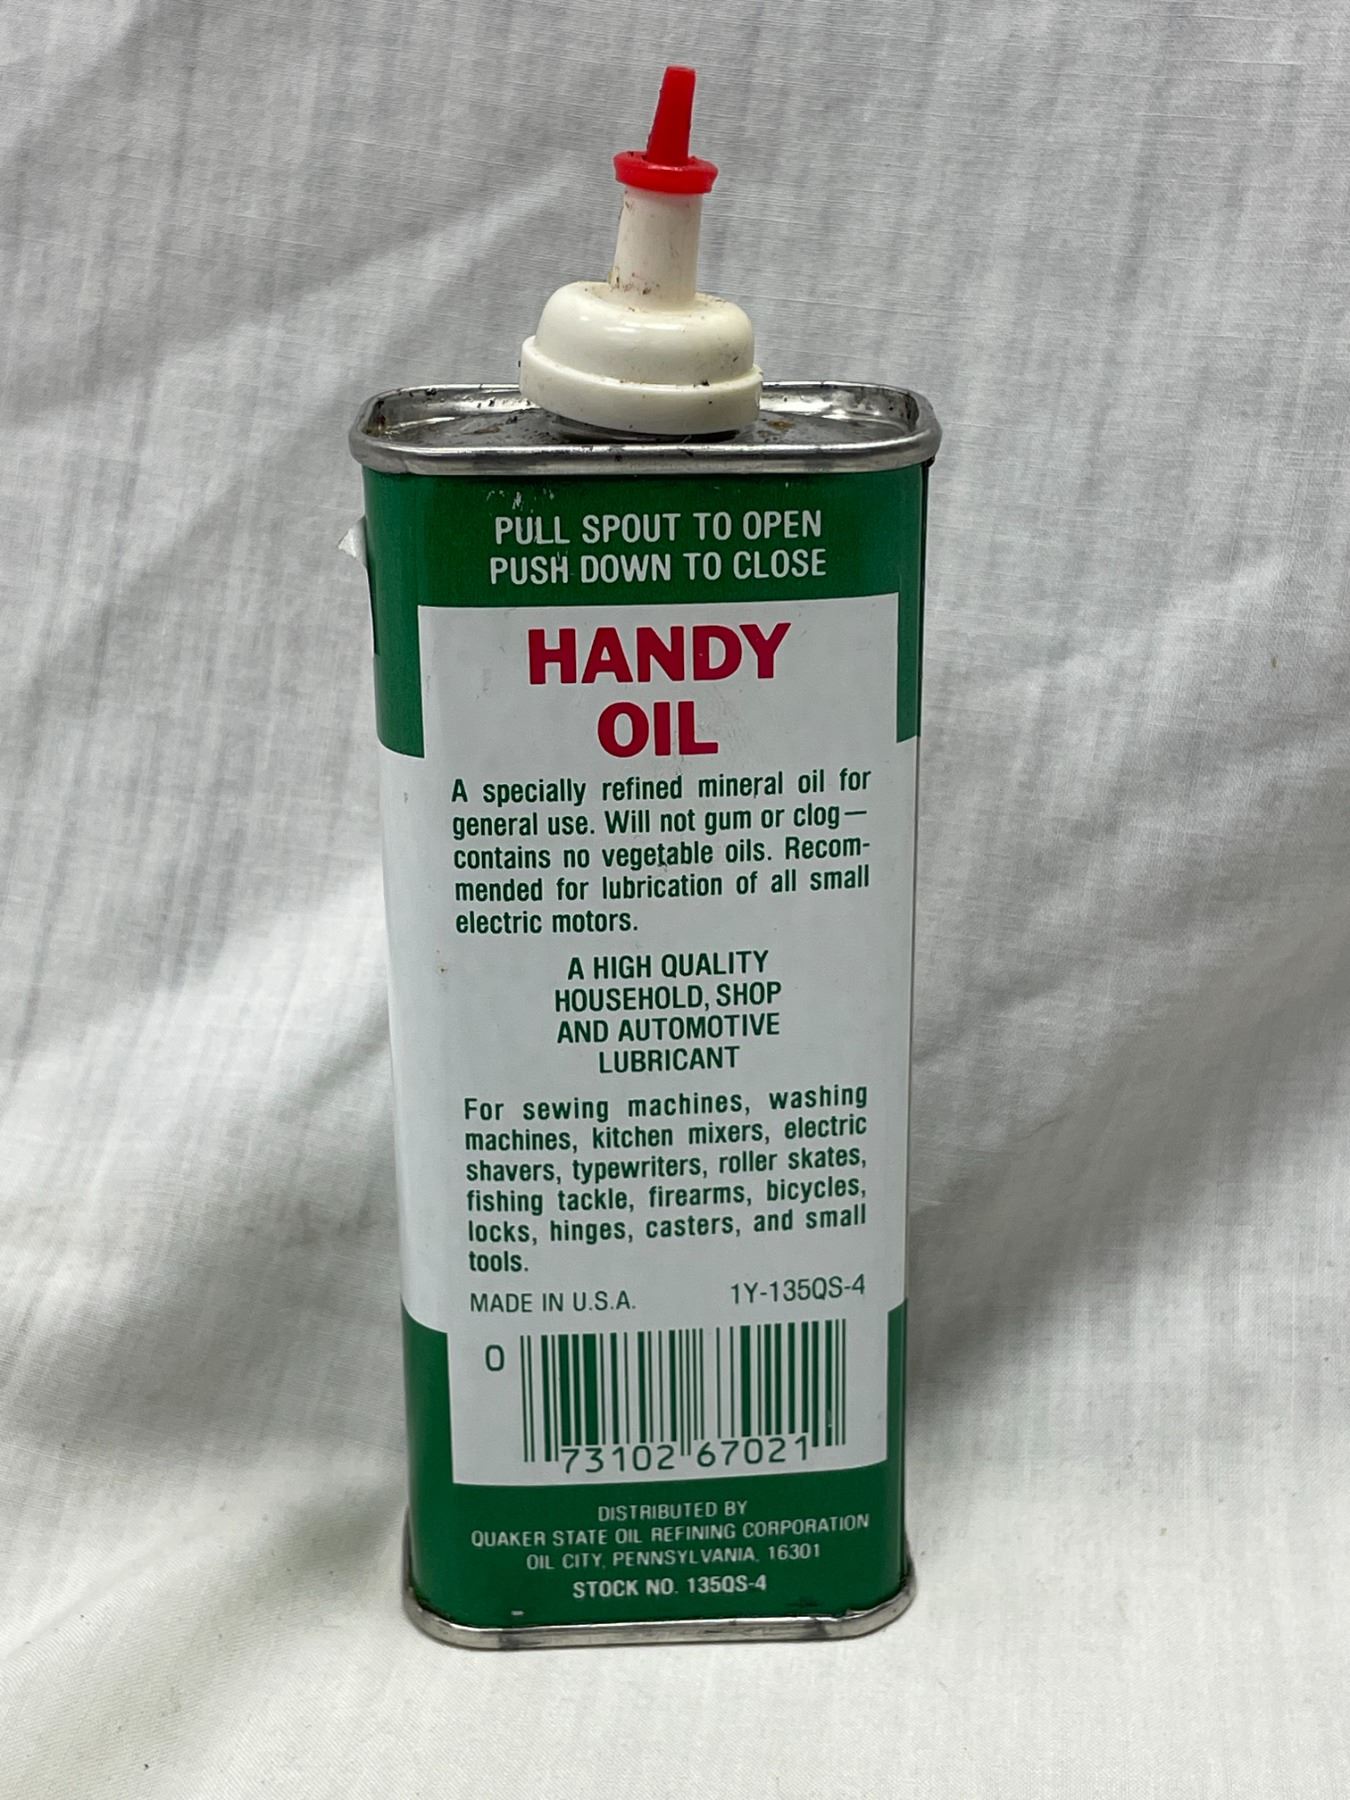 PULL SPOUT TO OPEN
PUSH DOWN TO CLOSE
HANDY
OIL
A specially refined mineral oil for
general use. Will not gum or clog—
contains no vegetable oils. Recom-
mended for lubrication of all small
electric motors.
A HIGH QUALITY
HOUSEHOLD, SHOP
AND AUTOMOTIVE
LUBRICANT
For sewing machines, washing
machines, kitchen mixers, electric
shavers, typewriters, roller skates,
fishing tackle, firearms, bicycles,
locks, hinges, casters, and small
tools.
MADE IN U.S.A. 1Y-135QS-4
0 73102 67021
DISTRIBUTED BY
QUAKER STATE OIL REFINING CORPORATION
OIL CITY, PENNSYLVANIA, 16301
STOCK NO. 135QS-4